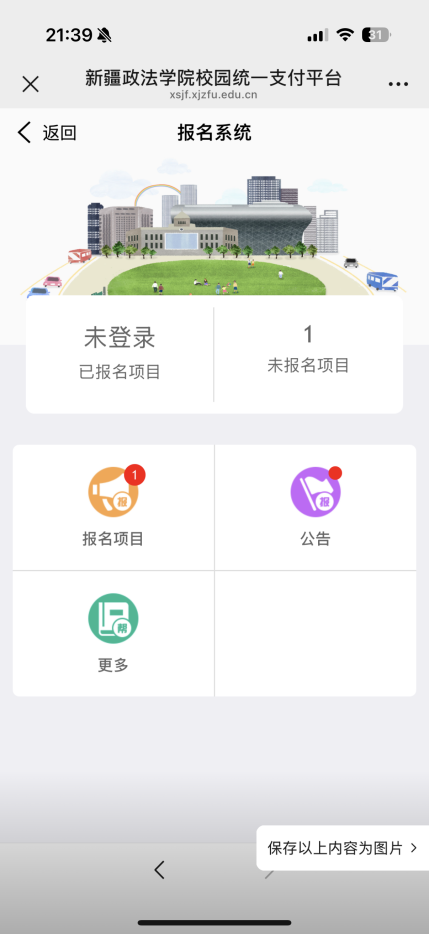 21:39
31
新疆政法学院校园统一支付平台
xsjf.xjzfu.edu.cn
返回
报名系统
未登录
已报名项目
1
未报名项目
1
报
报名项目
报
公告
帮
更多
保存以上内容为图片